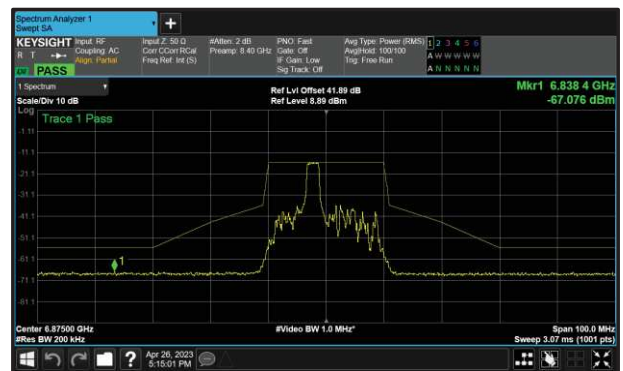 Spectrum Analyzer 1
Swept SA
+
KEYSIGHT
R T
PASS
Input: RF
Coupling: AC
Align: Partial
Input Z: 50 Ω
Corr CCorr RCal
Freq Ref: Int (S)
#Atten: 2 dB
Preamp: 8.40 GHz
PNO: Fast
Gate: Off
IF Gain: Low
Sig Track: Off
Avg Type: Power (RMS)
Avg|Hold: 100/100
Trig: Free Run
1 2 3 4 5 6
A W W W W W
A N N N N N
1 Spectrum
Scale/Div 10 dB
Ref Lvl Offset 41.89 dB
Ref Level 8.89 dBm
Mkr1 6.838 4 GHz
-67.076 dBm
Log
Trace 1 Pass
-1.11
-11.1
-21.1
-31.1
-41.1
-51.1
-61.1
-71.1
-81.1
1
Center 6.87500 GHz
#Res BW 200 kHz
#Video BW 1.0 MHz*
Span 100.0 MHz
Sweep 3.07 ms (1001 pts)
?
Apr 26, 2023
5:15:01 PM